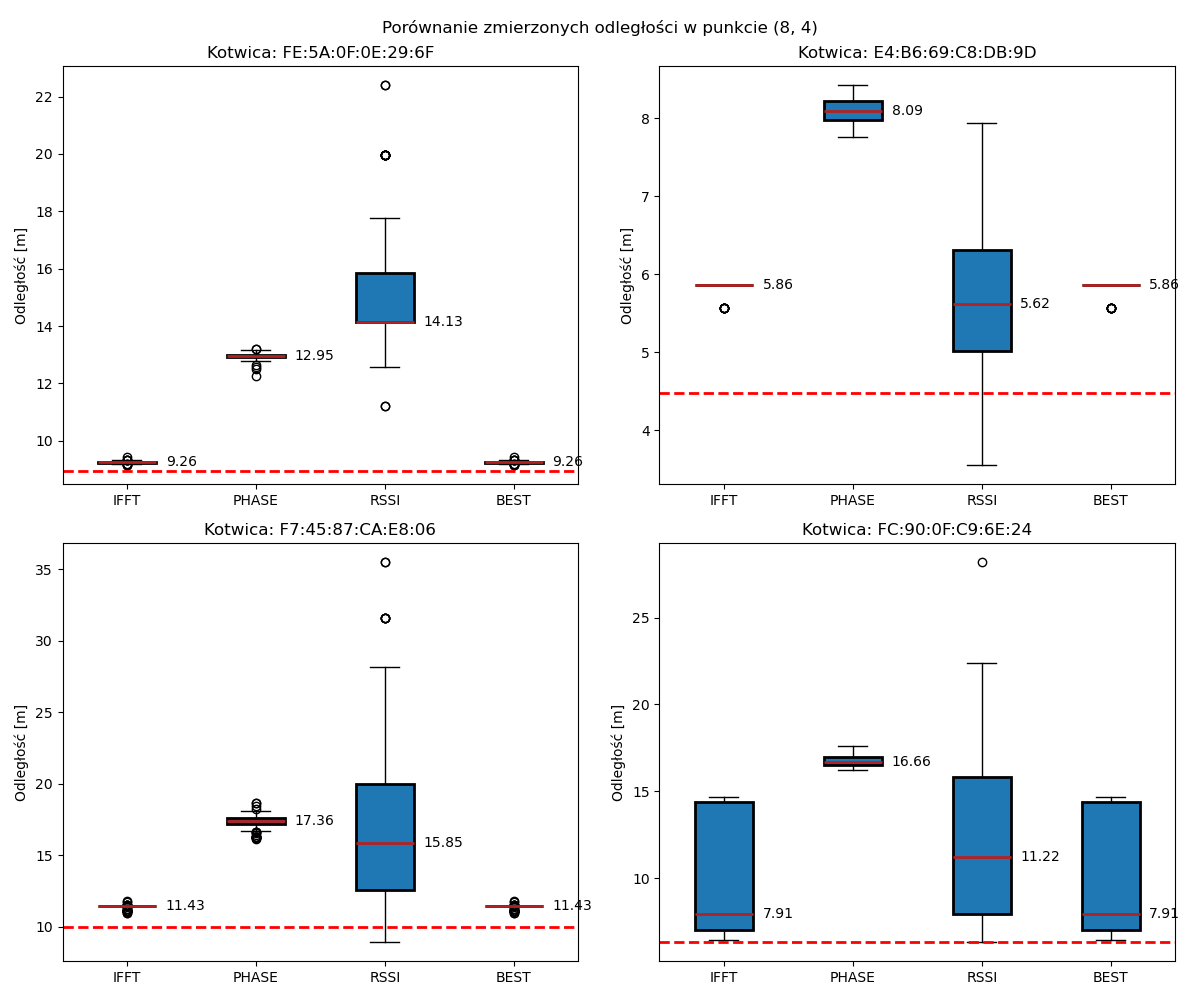 Porównanie zmierzonych odległości w punkcie (8, 4)
Kotwica: FE:5A:0F:0E:29:6F
Odległość [m]
22
20
18
16
14
12
10
9.26
12.95
14.13
9.26
IFFT PHASE RSSI BEST
Kotwica: E4:B6:69:C8:DB:9D
Odległość [m]
8
7
6
5
4
5.86
8.09
5.62
5.86
IFFT PHASE RSSI BEST
Kotwica: F7:45:87:CA:E8:06
Odległość [m]
35
30
25
20
15
10
11.43
17.36
15.85
11.43
IFFT PHASE RSSI BEST
Kotwica: FC:90:0F:C9:6E:24
Odległość [m]
25
20
15
10
7.91
16.66
11.22
7.91
IFFT PHASE RSSI BEST